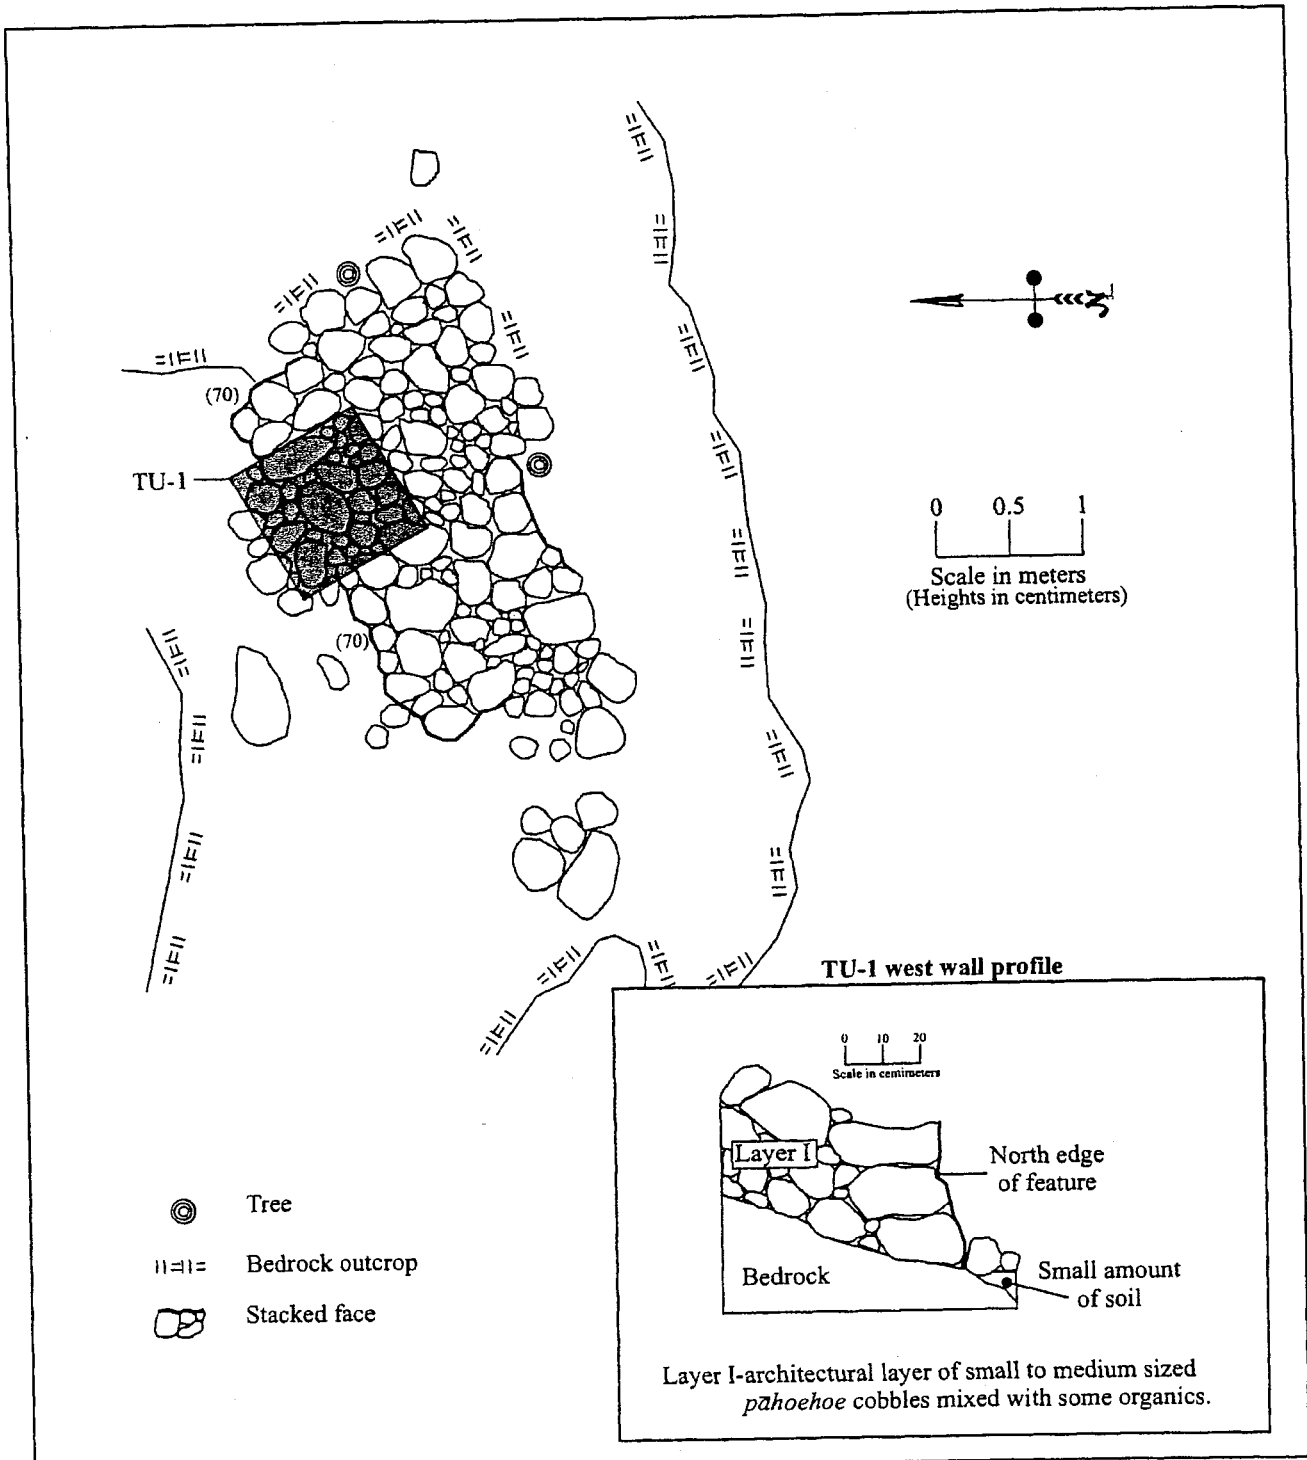 (70)
TU-1
N
0 0.5 1
Scale in meters
(Heights in centimeters)
(70)
TU-1 west wall profile
0 10 20
Scale in centimeters
Layer I
North edge
of feature
Bedrock
Small amount
of soil
Layer I-architectural layer of small to medium sized
pāhoehoe cobbles mixed with some organics.
Tree
Bedrock outcrop
Stacked face